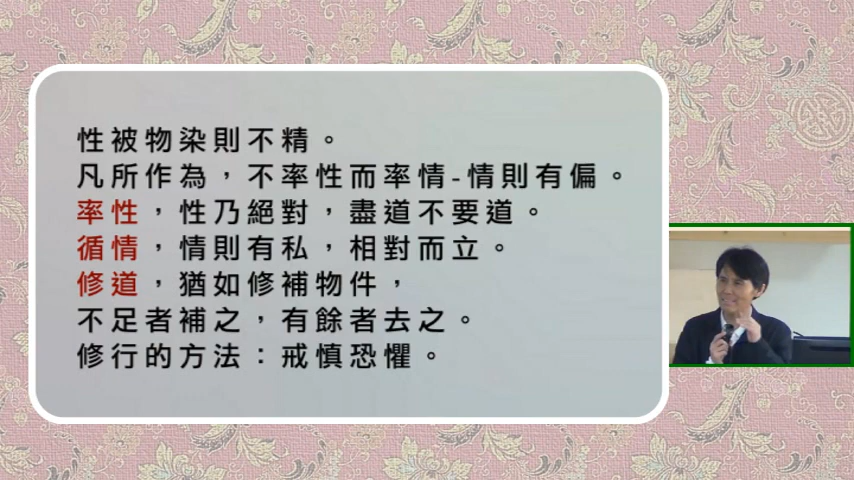 性被物染則不精。
凡所作為，不率性而率情-情則有偏。
率性，性乃絕對，盡道不要道。
循情，情則有私，相對而立。
修道，猶如修補物件，
不足者補之，有餘者去之。
修行的方法：戒慎恐懼。